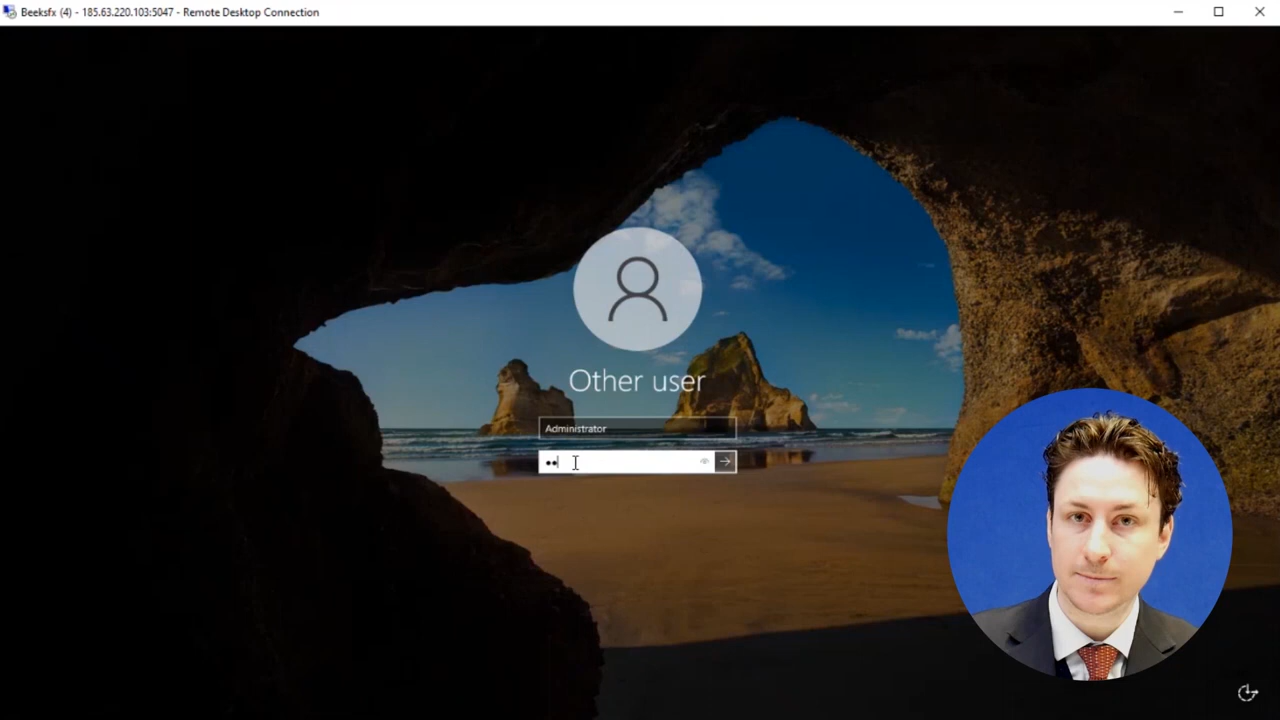 Beeksfx (4) - 185.63.220.103:5047 - Remote Desktop Connection
Other user
Administrator